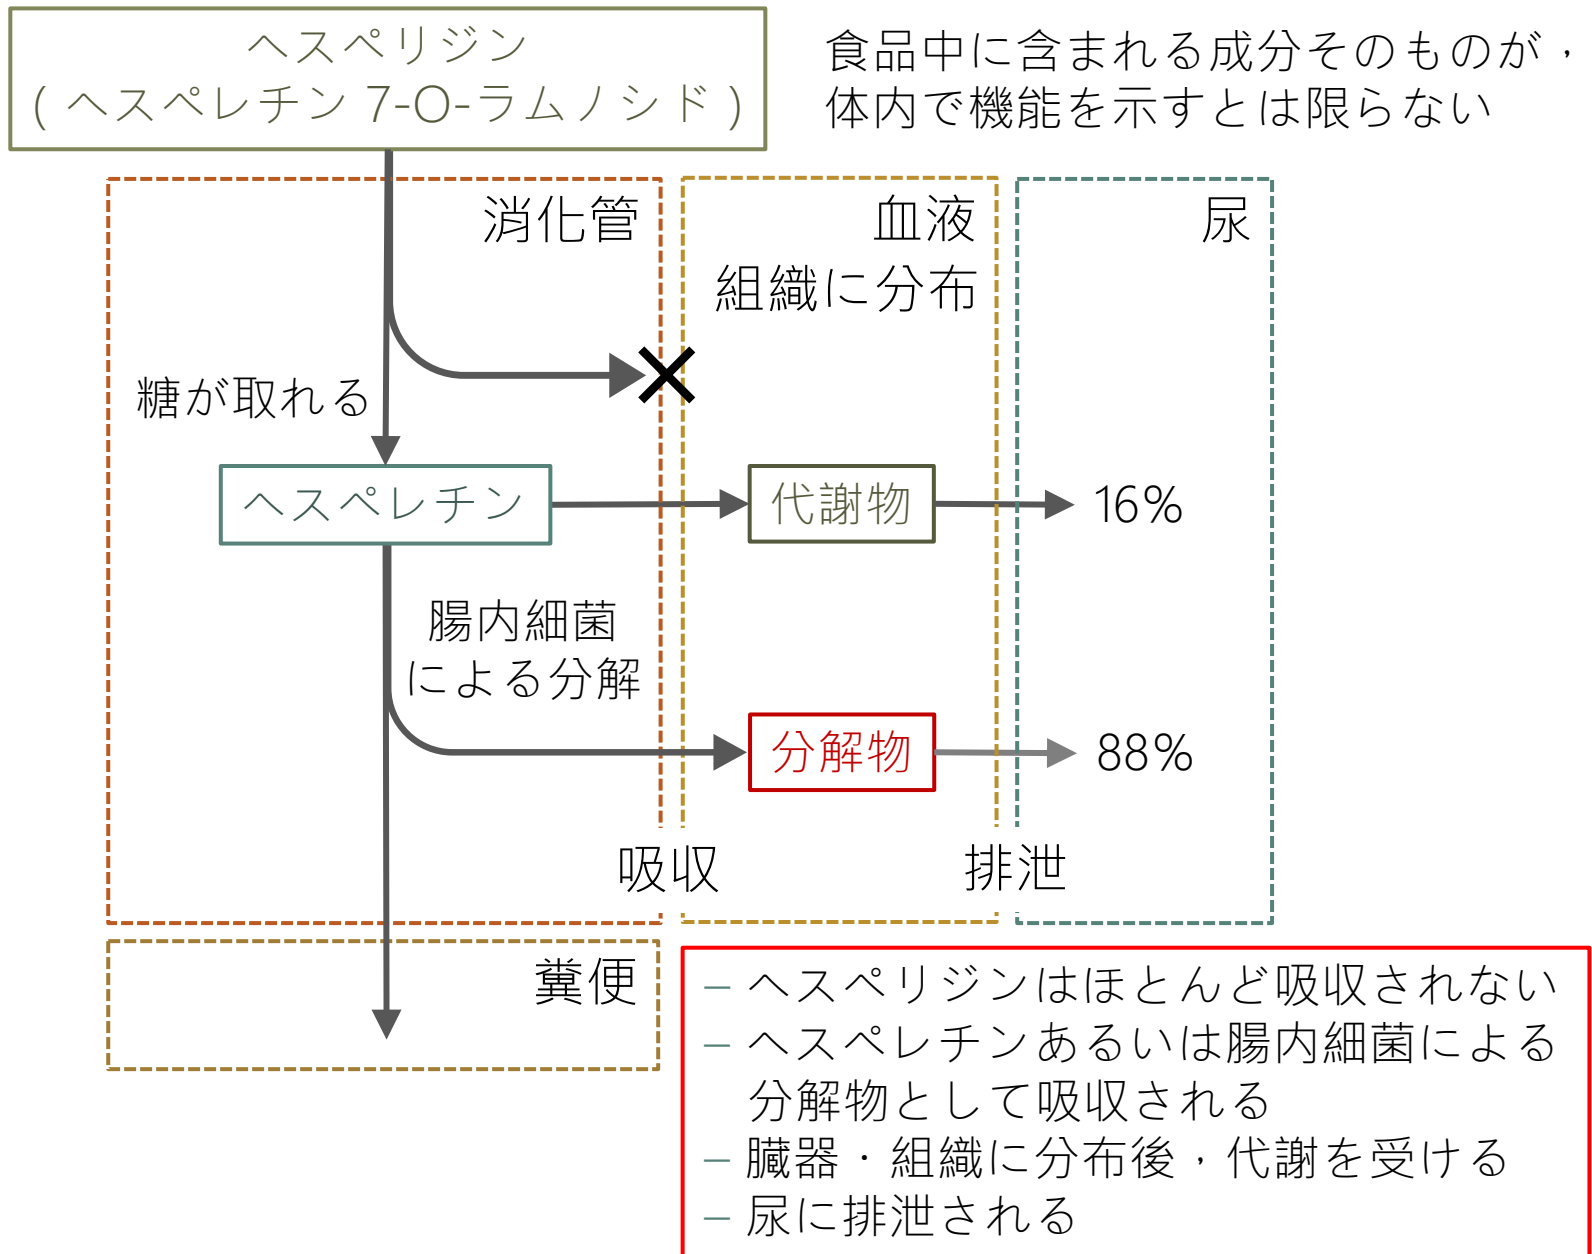 ヘスペリジン
(ヘスペレチン 7-O-ラムノシド)
食品中に含まれる成分そのものが，
体内で機能を示すとは限らない
消化管
血液
組織に分布
尿
糖が取れる
ヘスペレチン
代謝物
16%
腸内細菌
による分解
分解物
88%
吸収
排泄
糞便
– ヘスペリジンはほとんど吸収されない
– ヘスペレチンあるいは腸内細菌による
分解物として吸収される
– 臓器・組織に分布後，代謝を受ける
– 尿に排泄される